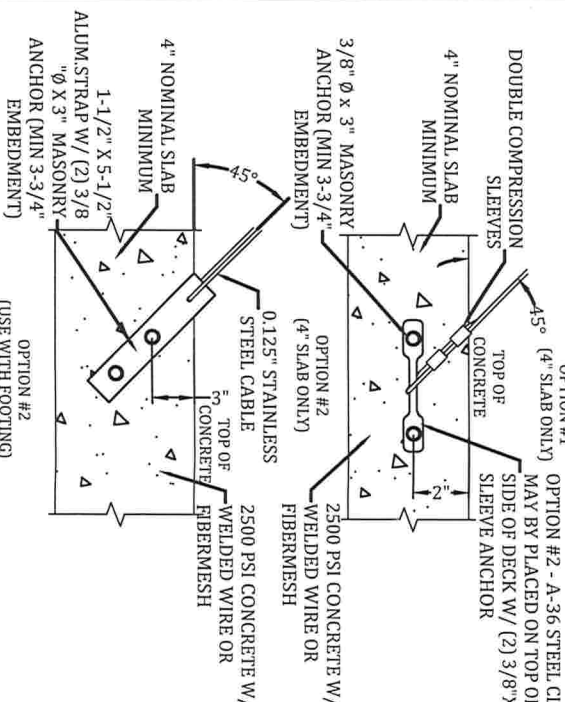 DOUBLE COMPRESSION
SLEEVES
4" NOMINAL SLAB
MINIMUM
3/8" Ø x 3" MASONRY
ANCHOR (MIN 3-3/4"
EMBEDMENT)
45°
(4" SLAB ONLY)
TOP OF
CONCRETE
2"
OPTION #2 - A-36 STEEL
MAY BY PLACED ON TOP
SIDE OF DECK W/ (2) 3/8"
SLEEVE ANCHOR
OPTION #2
(4" SLAB ONLY)
2500 PSI CONCRETE W/
WELDED WIRE OR
FIBERMESH
4" NOMINAL SLAB
MINIMUM
1-1/2" X 5-1/2"
ALUM.STRAP W/ (2) 3/8
"Ø X 3" MASONRY
ANCHOR (MIN 3-3/4"
EMBEDMENT)
45°
0.125" STAINLESS
STEEL CABLE
3"
TOP OF
CONCRETE
2500 PSI CONCRETE W/
WELDED WIRE OR
FIBERMESH
OPTION #2
(USE WITH FOOTING)